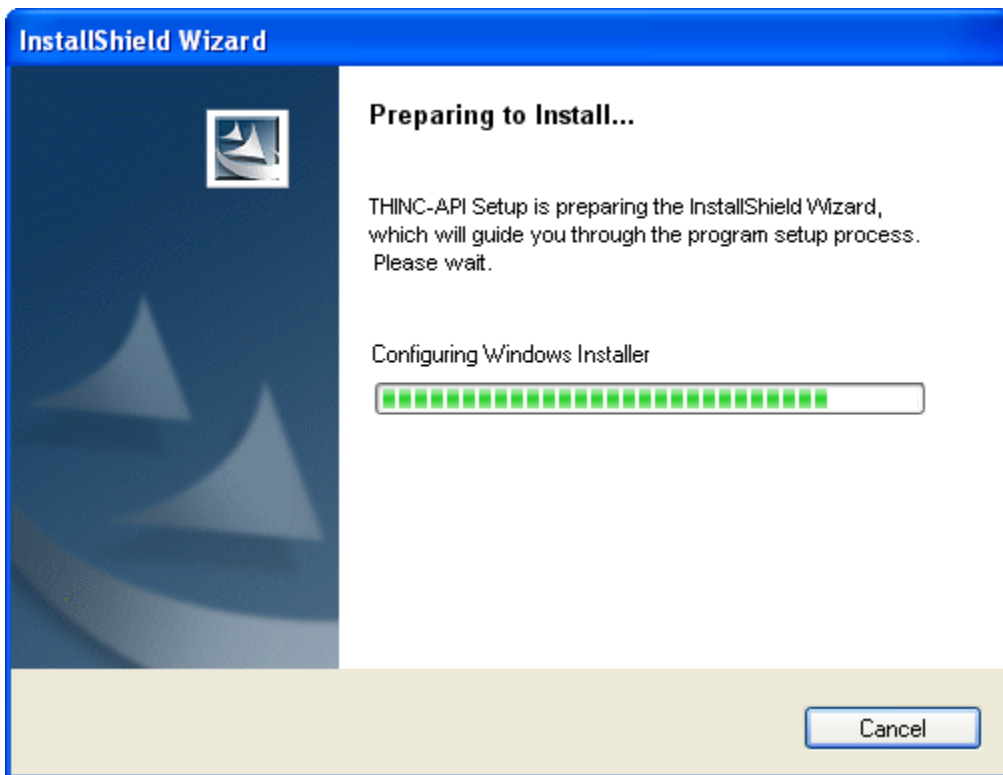 InstallShield Wizard
Preparing to Install...
THINC-API Setup is preparing the InstallShield Wizard,
which will guide you through the program setup process.
Please wait.
Configuring Windows Installer
Cancel